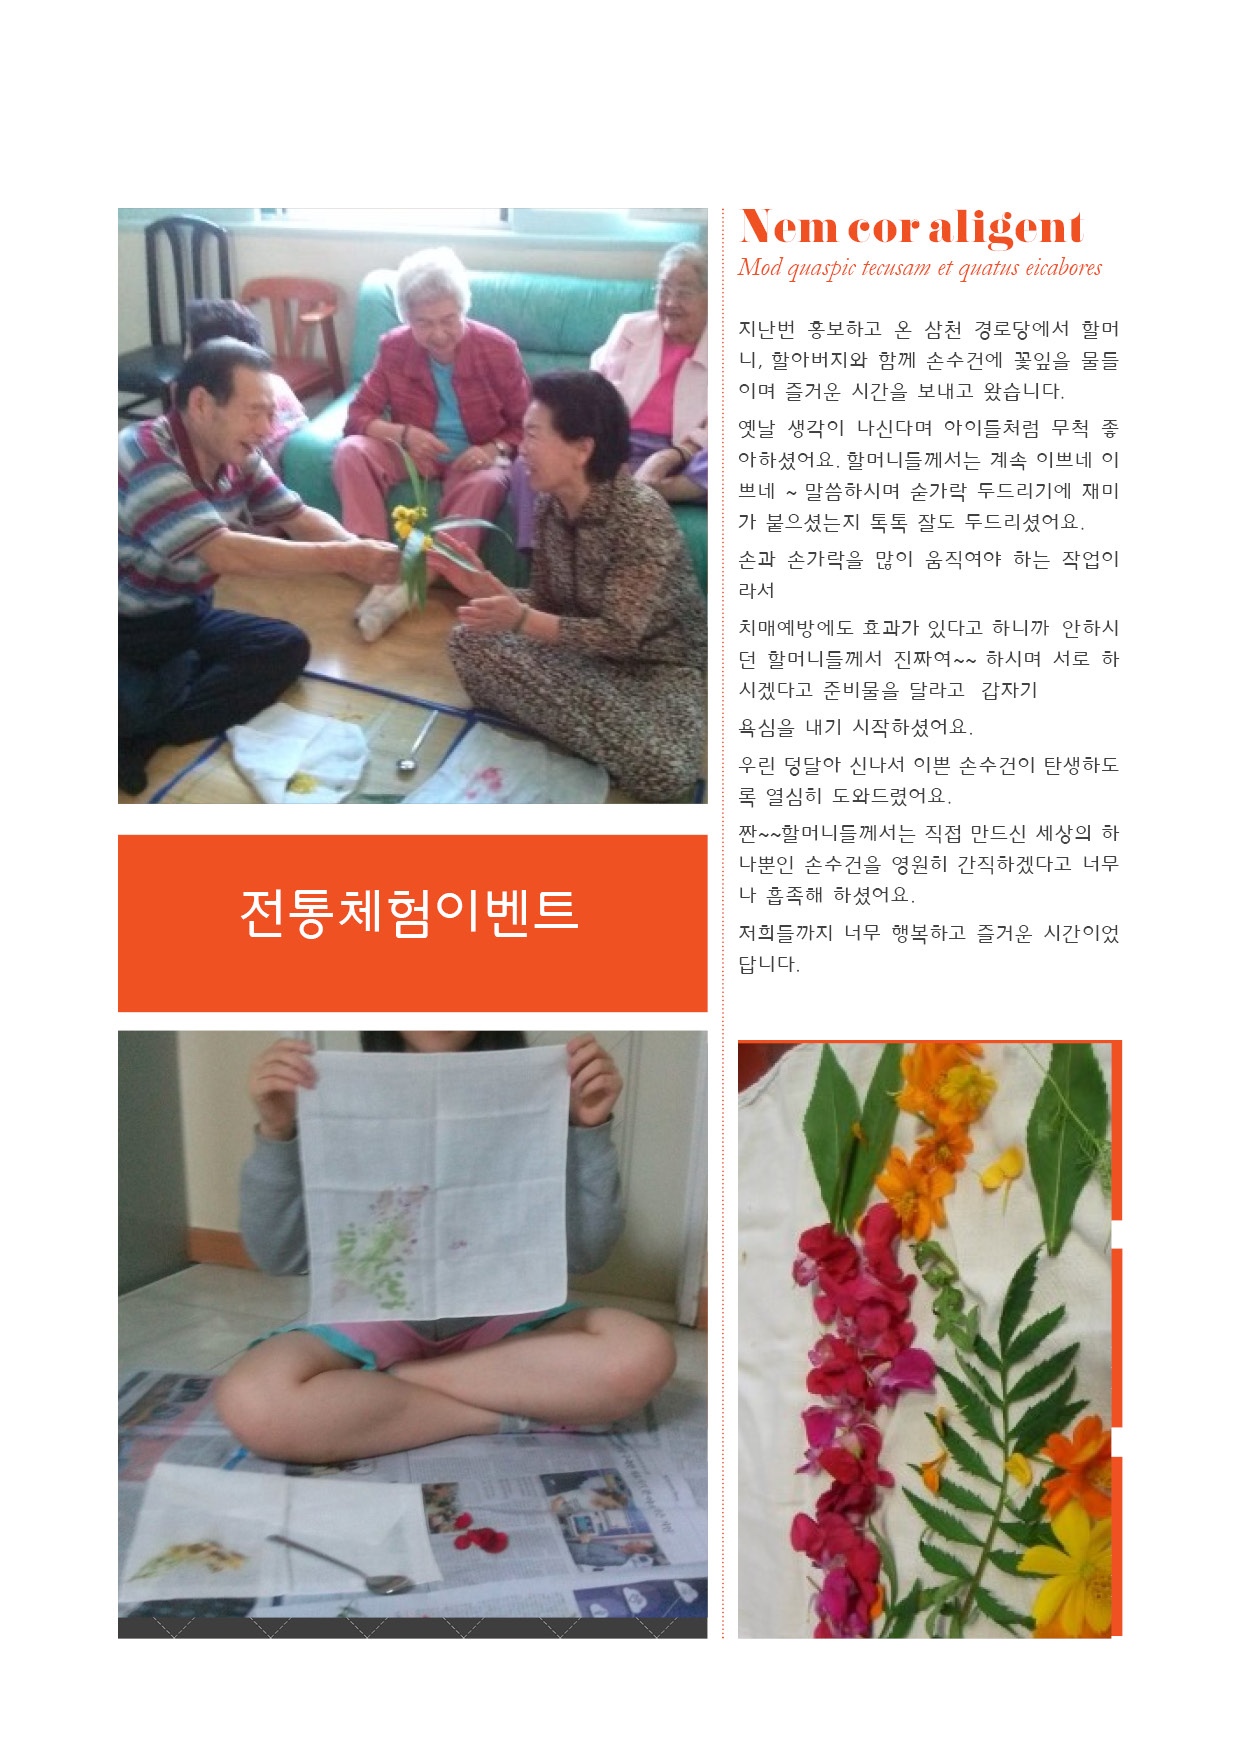 Nem cor aligent
Mod quaspic tecusam et quatus eicabores
지난번 홍보하고 온 삼천 경로당에서 할머
니, 할아버지와 함께 손수건에 꽃잎을 물들
이며 즐거운 시간을 보내고 왔습니다.
옛날 생각이 나신다며 아이들처럼 무척 좋
아하셨어요. 할머니들께서는 계속 이쁘네 이
쁘네 ~ 말씀하시며 숟가락 두드리기에 재미
가 붙으셨는지 톡톡 잘도 두드리셨어요.
손과 손가락을 많이 움직여야 하는 작업이
라서
치매예방에도 효과가 있다고 하니까 안하시
던 할머니들께서 진짜여~~ 하시며 서로 하
시겠다고 준비물을 달라고 갑자기
욕심을 내기 시작하셨어요.
우린 덩달아 신나서 이쁜 손수건이 탄생하도
록 열심히 도와드렸어요.
짠~~할머니들께서는 직접 만드신 세상의 하
나뿐인 손수건을 영원히 간직하겠다고 너무
나 흡족해 하셨어요.
저희들까지 너무 행복하고 즐거운 시간이었
답니다.
전통체험이벤트